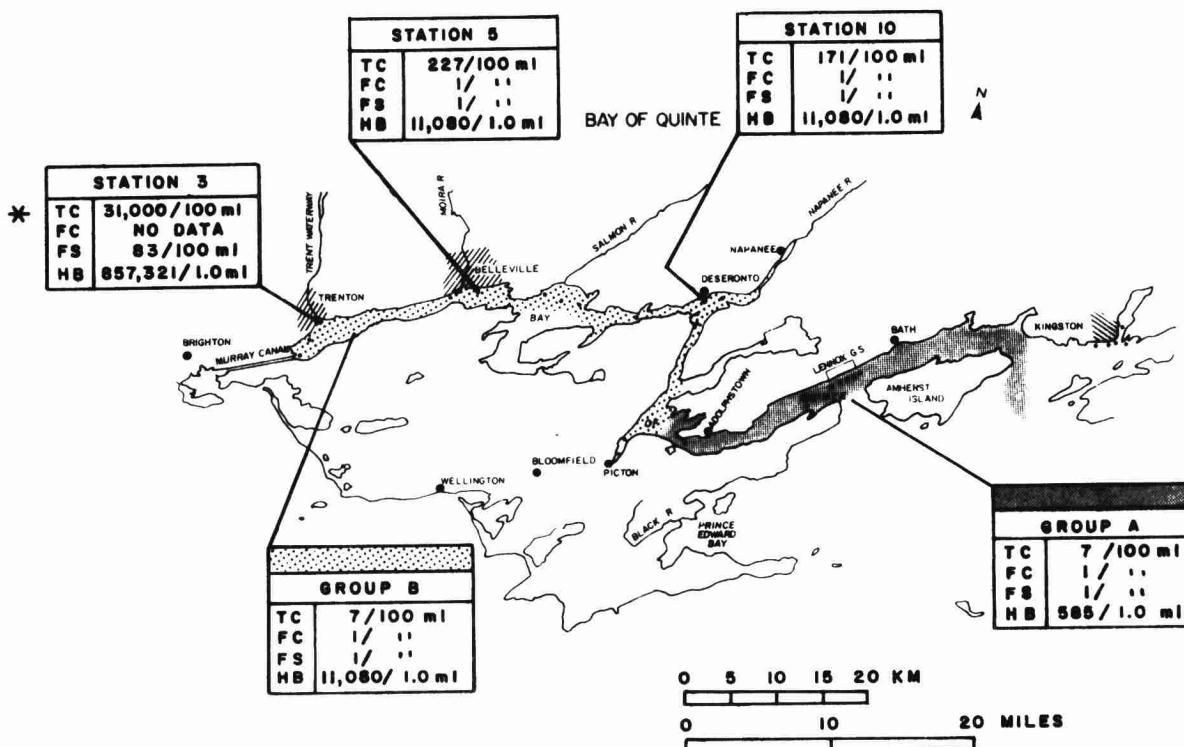 STATION 5
TC 227/100 ml
FC 1/ "
FS 1/ "
HB 11,080/1.0 ml
STATION 10
TC 171/100 ml
FC 1/ "
FS 1/ "
HB 11,080/1.0 ml
BAY OF QUINTE
N
*
STATION 3
TC 31,000/100 ml
FC NO DATA
FS 83/100 ml
HB 857,321/1.0 ml
TRENT WATERWAY
MOIRA R
SALMON R
NAPANEE R
NAPANEE
BELLEVILLE
DESERONTO
TRENTON
BAY
BRIGHTON
MURRAY CANAL
BATH
KINGSTON
LENNOX G.S.
AMHERST
ISLAND
ADOLPHSTOWN
BLOOMFIELD
PICTON
WELLINGTON
BLACK R
PRINCE
EDWARD
BAY
GROUP A
TC 7 /100 ml
FC 1/ "
FS 1/ "
HB 585/1.0 ml
GROUP B
TC 7/100 ml
FC 1/ "
FS 1/ "
HB 11,080/ 1.0 ml
0 5 10 15 20 KM
0 10 20 MILES